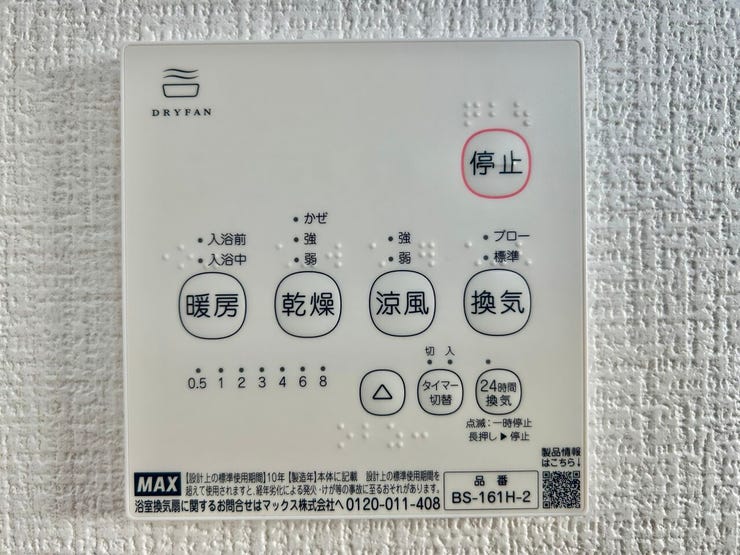 DRYFAN
停止
かぜ
入浴前 強 強 ブロー
入浴中 弱 弱 標準
暖房 乾燥 涼風 換気
切 入
0.5 1 2 3 4 6 8
△ タイマー 24時間
切替 換気
点滅:一時停止
長押し▶停止
製品情報
はこちら↓
MAX
【設計上の標準使用期間】10年【製造年】本体に記載 設計上の標準使用期間を
超えて使用されますと、経年劣化による発火・けが等の事故に至るおそれがあります。
浴室換気扇に関するお問合せはマックス株式会社へ 0120-011-408
品番
BS-161H-2